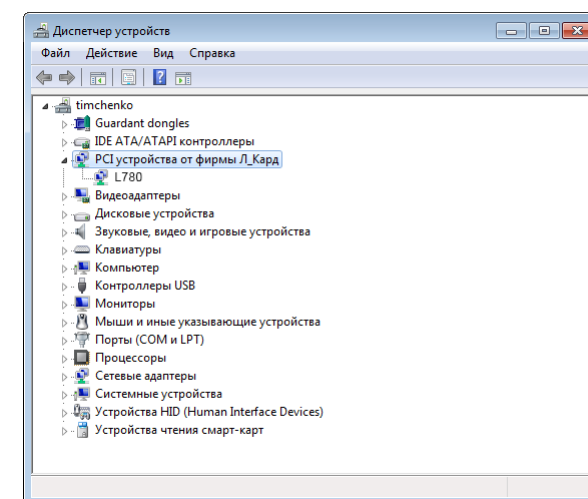 Диспетчер устройств
Файл Действие Вид Справка
timchenko
Guardant dongles
IDE ATA/ATAPI контроллеры
PCI устройства от фирмы Л_Кард
L780
Видеоадаптеры
Дисковые устройства
Звуковые, видео и игровые устройства
Клавиатуры
Компьютер
Контроллеры USB
Мониторы
Мыши и иные указывающие устройства
Порты (COM и LPT)
Процессоры
Сетевые адаптеры
Системные устройства
Устройства HID (Human Interface Devices)
Устройства чтения смарт-карт